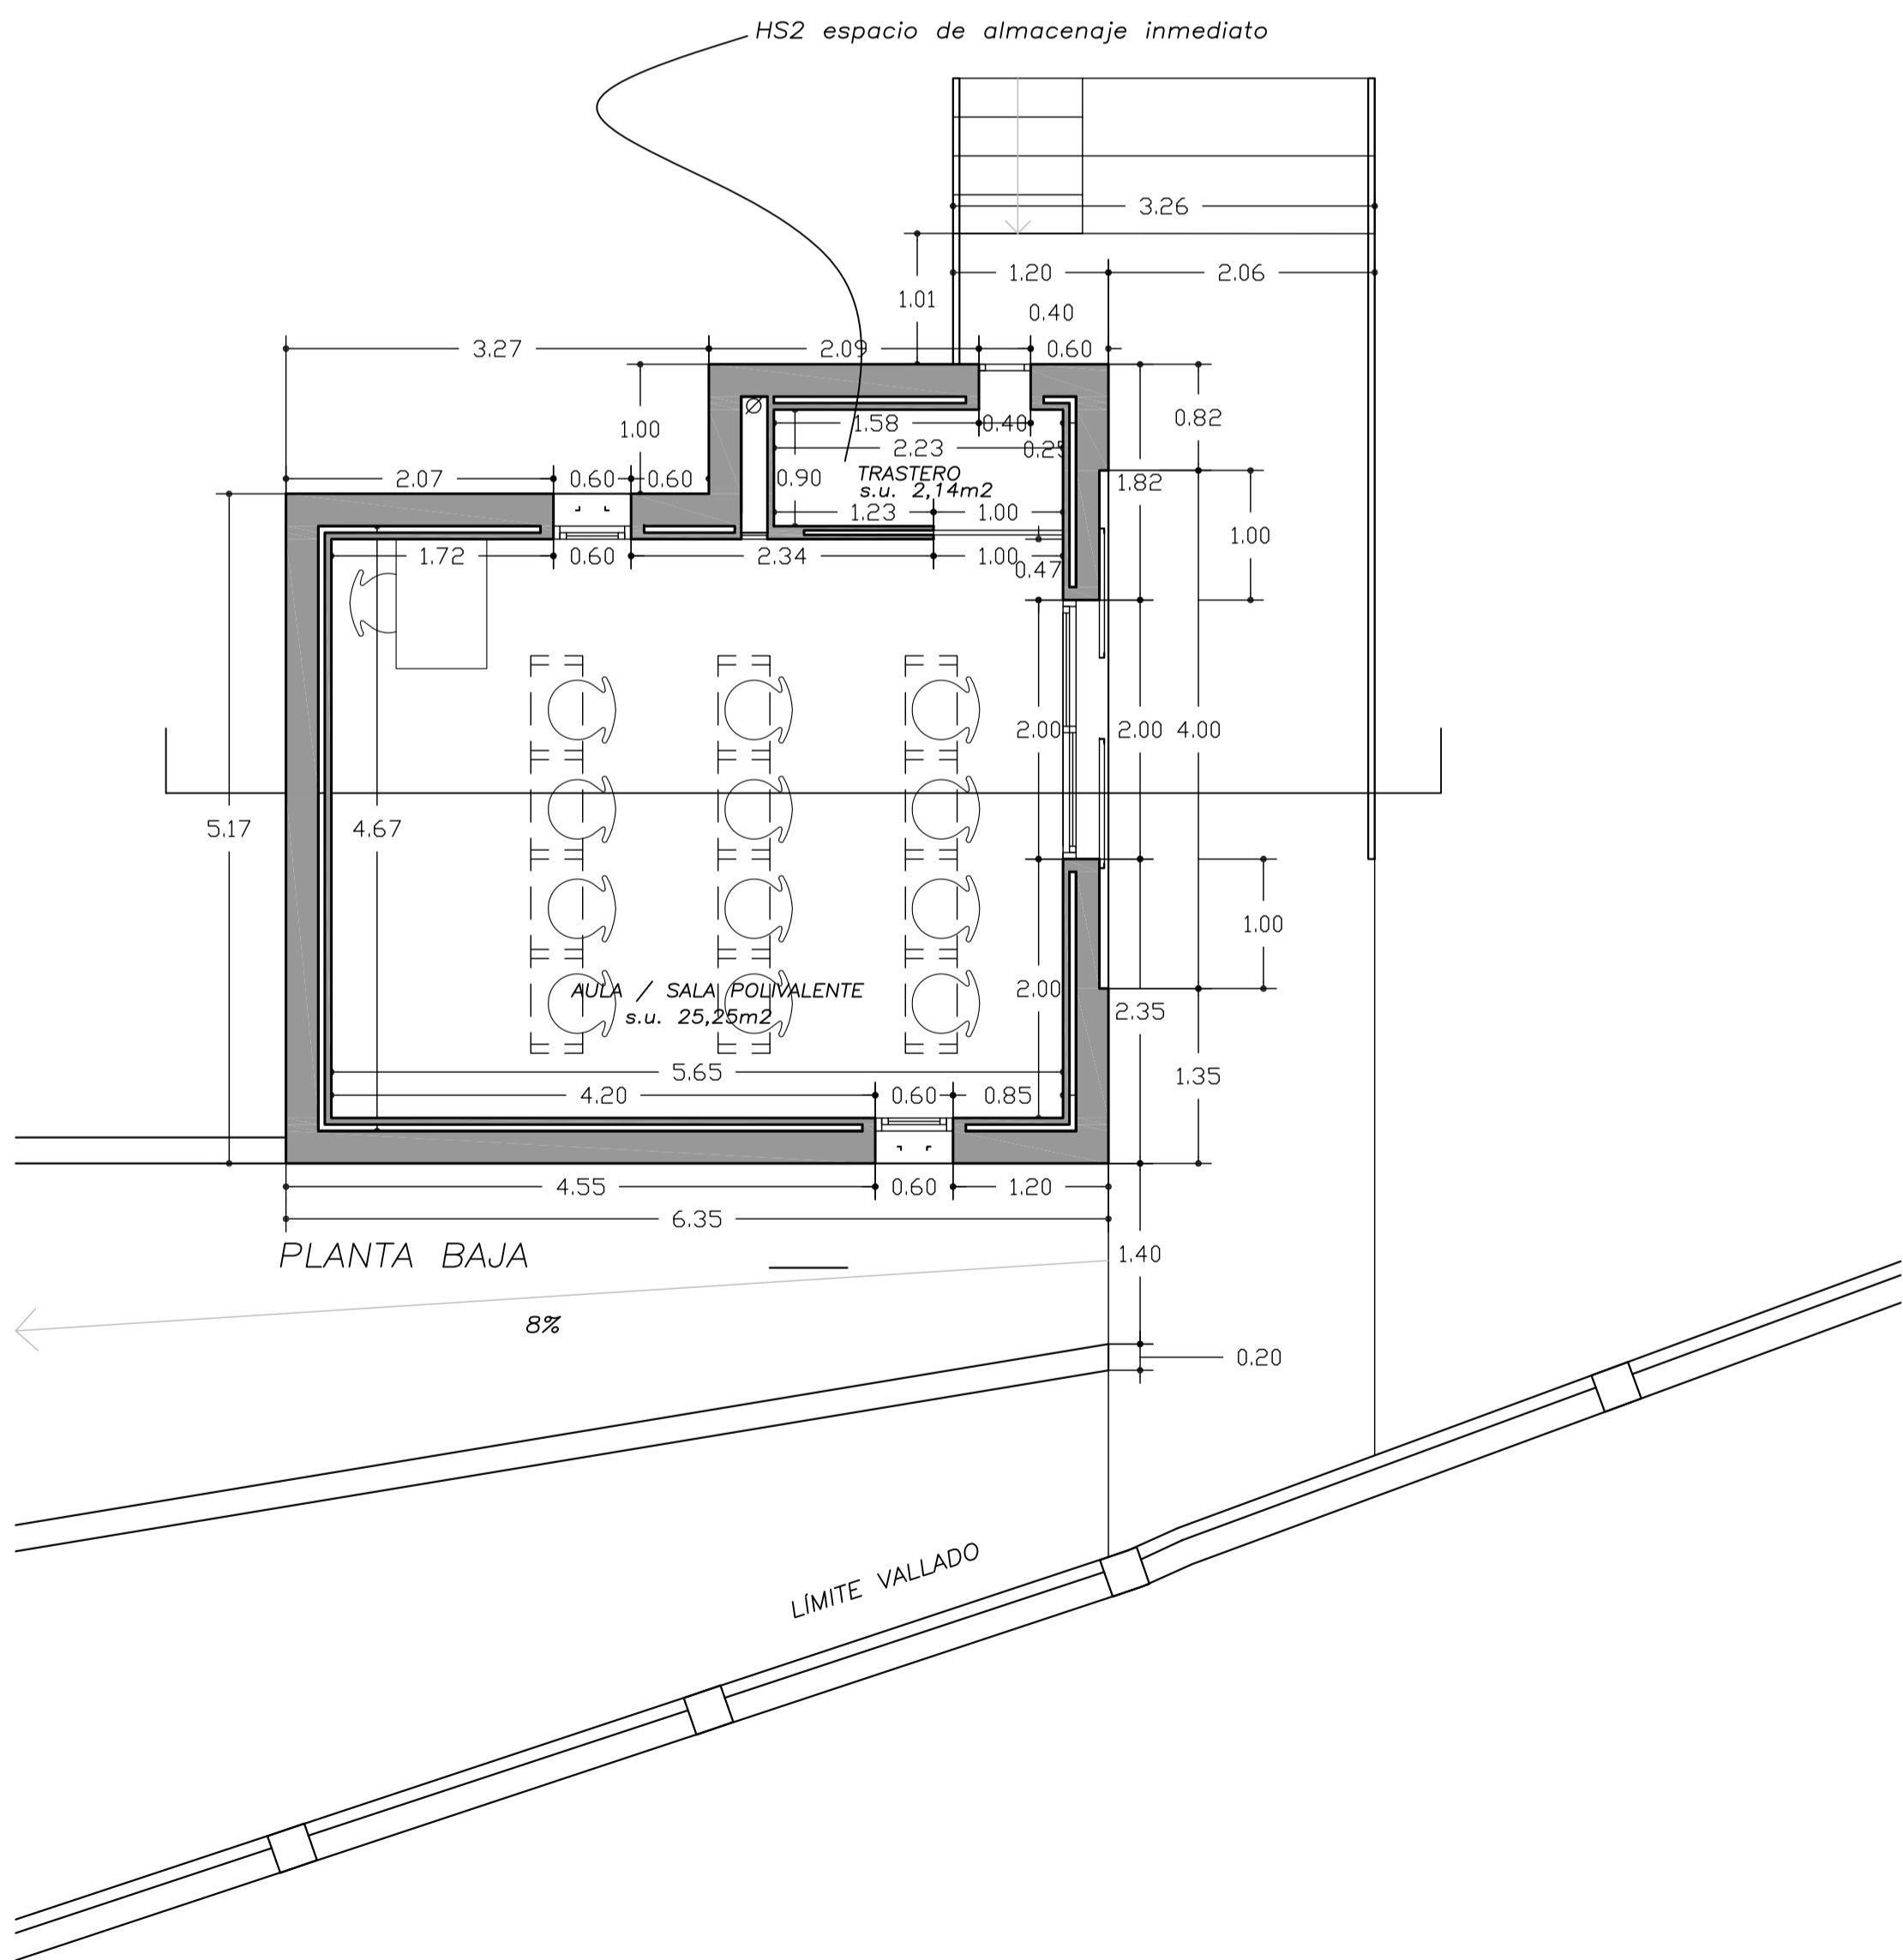 HS2 espacio de almacenaje inmediato
3.26
1.20 2.06
1.01
0.40
3.27 2.09 0.60
1.00 1.58 0.40 0.82
2.23 0.25
2.07 0.60 0.60 0.90 TRASTERO 1.82
s.u. 2,14m2
1.23 1.00
1.00
1.72 0.60 2.34 1.00
0.47
2.00 2.00 4.00
5.17 4.67
1.00
AULA / SALA POLIVALENTE 2.00
s.u. 25,25m2 2.35
5.65 1.35
4.20 0.60 0.85
4.55 0.60 1.20
6.35
PLANTA BAJA 1.40
8%
0.20
LÍMITE VALLADO